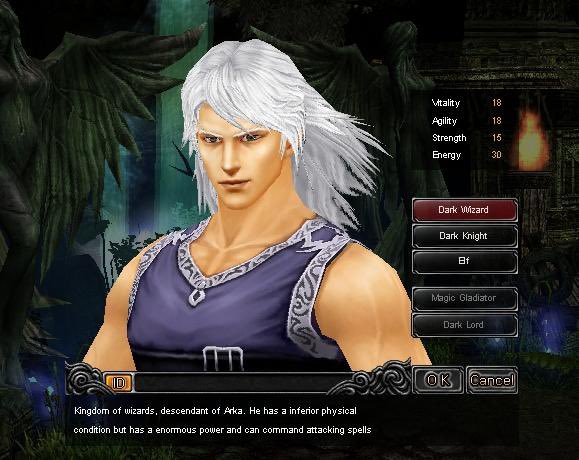 Vitality 18
Agility 18
Strength 15
Energy 30
Dark Wizard
Dark Knight
Elf
Magic Gladiator
Dark Lord
ID
OK
Cancel
Kingdom of wizards, descendant of Arka. He has a inferior physical
condition but has a enormous power and can command attacking spells